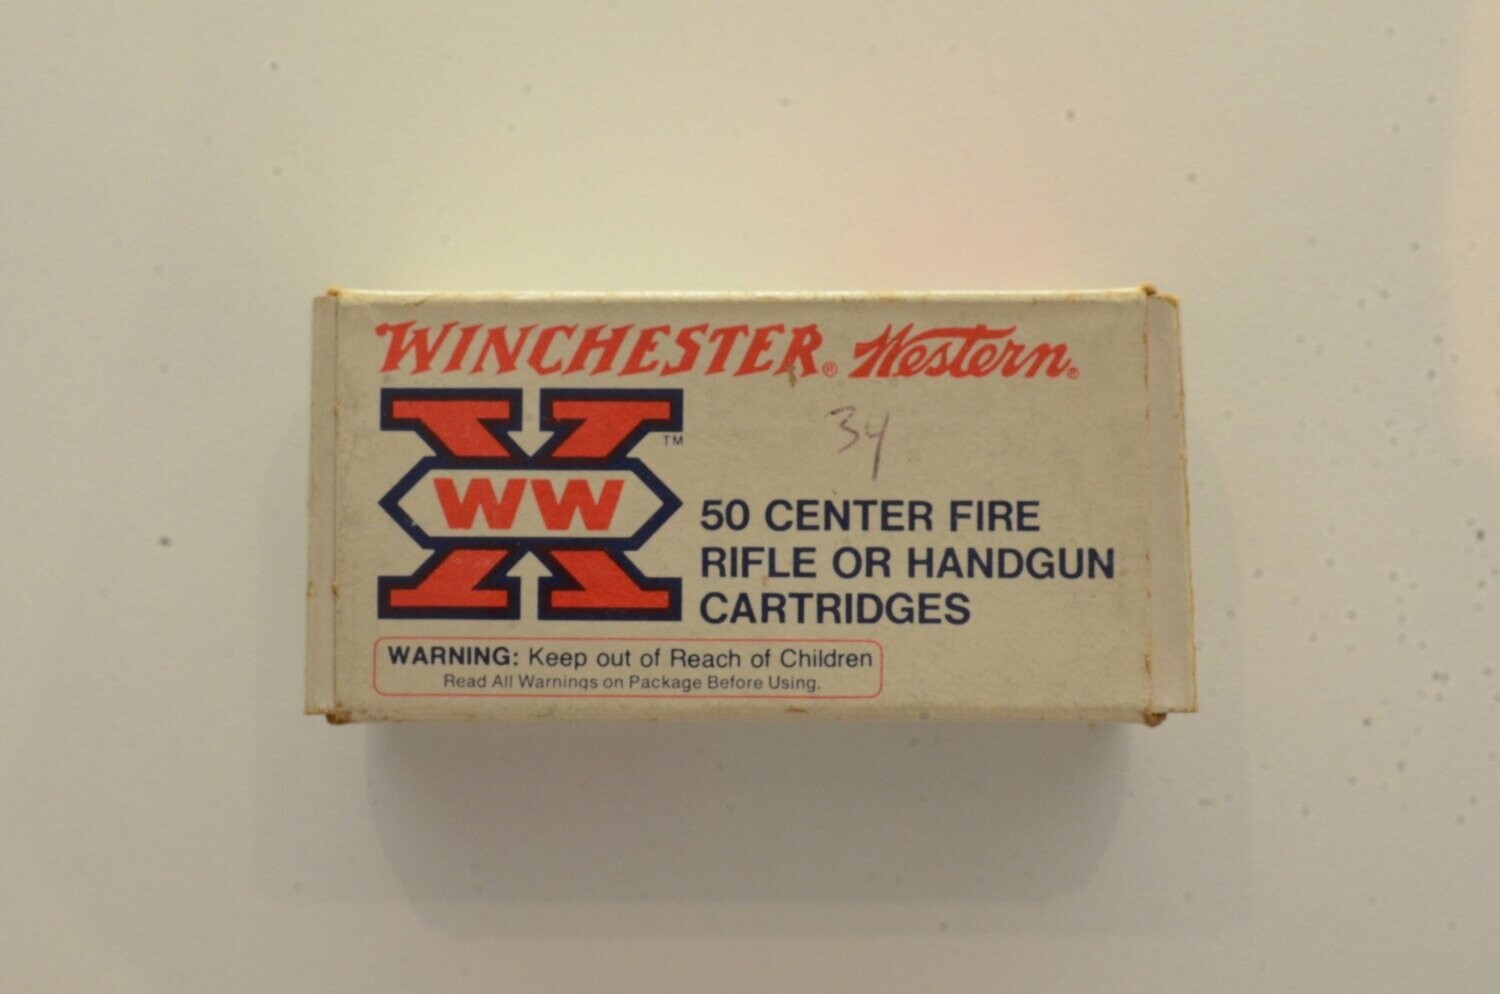 WINCHESTER® Western®
34
TM
WW
50 CENTER FIRE
RIFLE OR HANDGUN
CARTRIDGES
WARNING: Keep out of Reach of Children
Read All Warnings on Package Before Using.